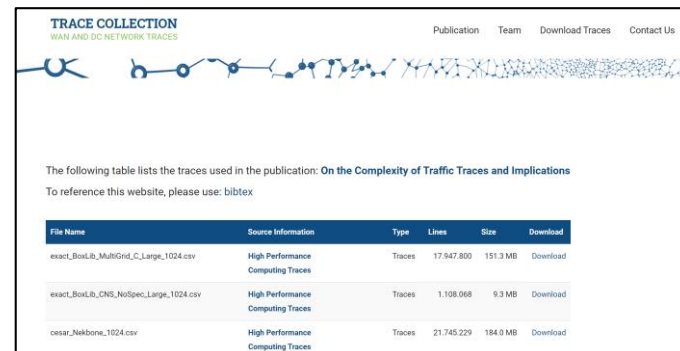 TRACE COLLECTION
WAN AND DC NETWORK TRACES
Publication Team Download Traces Contact Us
The following table lists the traces used in the publication: On the Complexity of Traffic Traces and Implications
To reference this website, please use: bibtex
File Name Source Information Type Lines Size Download
exact_BoxLib_MultiGrid_C_Large_1024.csv High Performance Traces 17.947.800 151.3 MB Download
Computing Traces
exact_BoxLib_CNS_NoSpec_Large_1024.csv High Performance Traces 1.108.068 9.3 MB Download
Computing Traces
cesar_Nekbone_1024.csv High Performance Traces 21.745.229 184.0 MB Download
Computing Traces